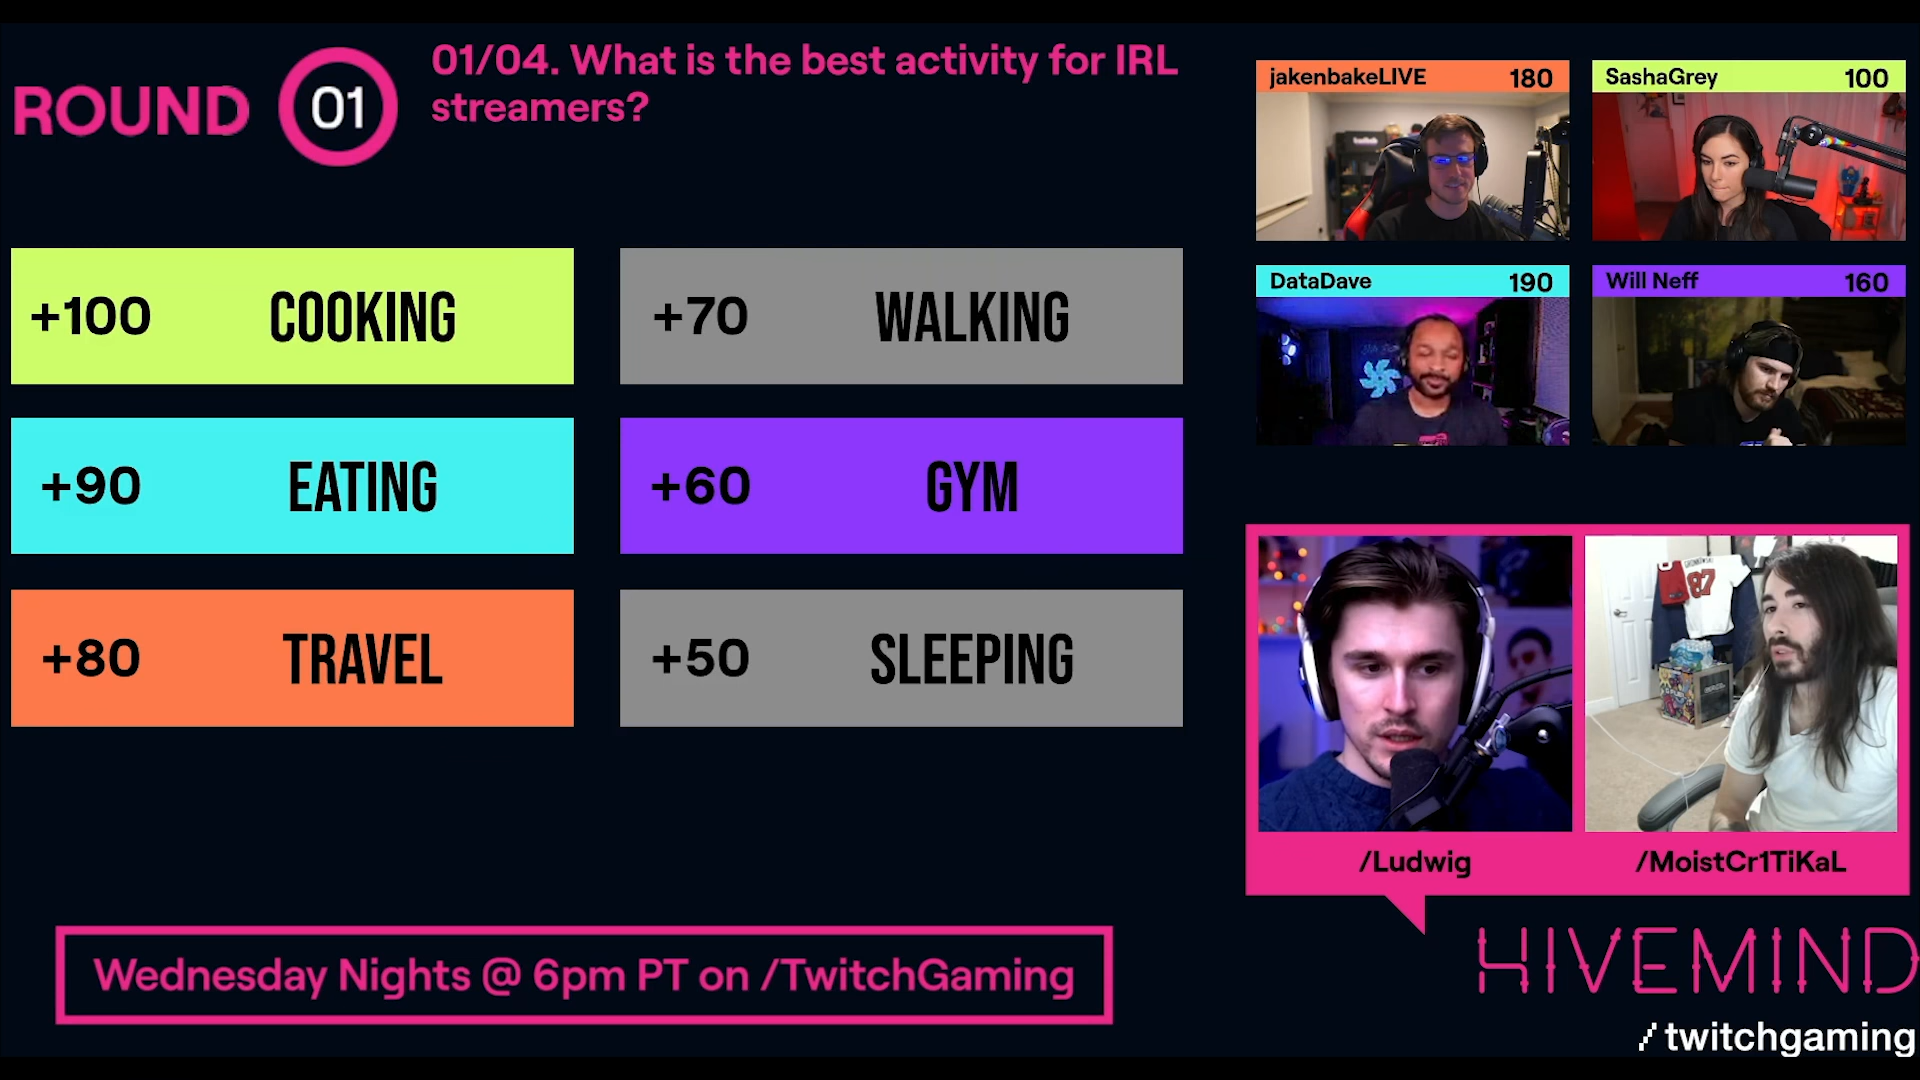 ROUND 01
01/04. What is the best activity for IRL
streamers?
+100 COOKING
+70 WALKING
+90 EATING
+60 GYM
+80 TRAVEL
+50 SLEEPING
jakenbakeLIVE 180
SashaGrey 100
DataDave 190
Will Neff 160
87
/Ludwig
/MoistCr1TiKaL
Wednesday Nights @ 6pm PT on /TwitchGaming
HIVEMIND
/twitchgaming